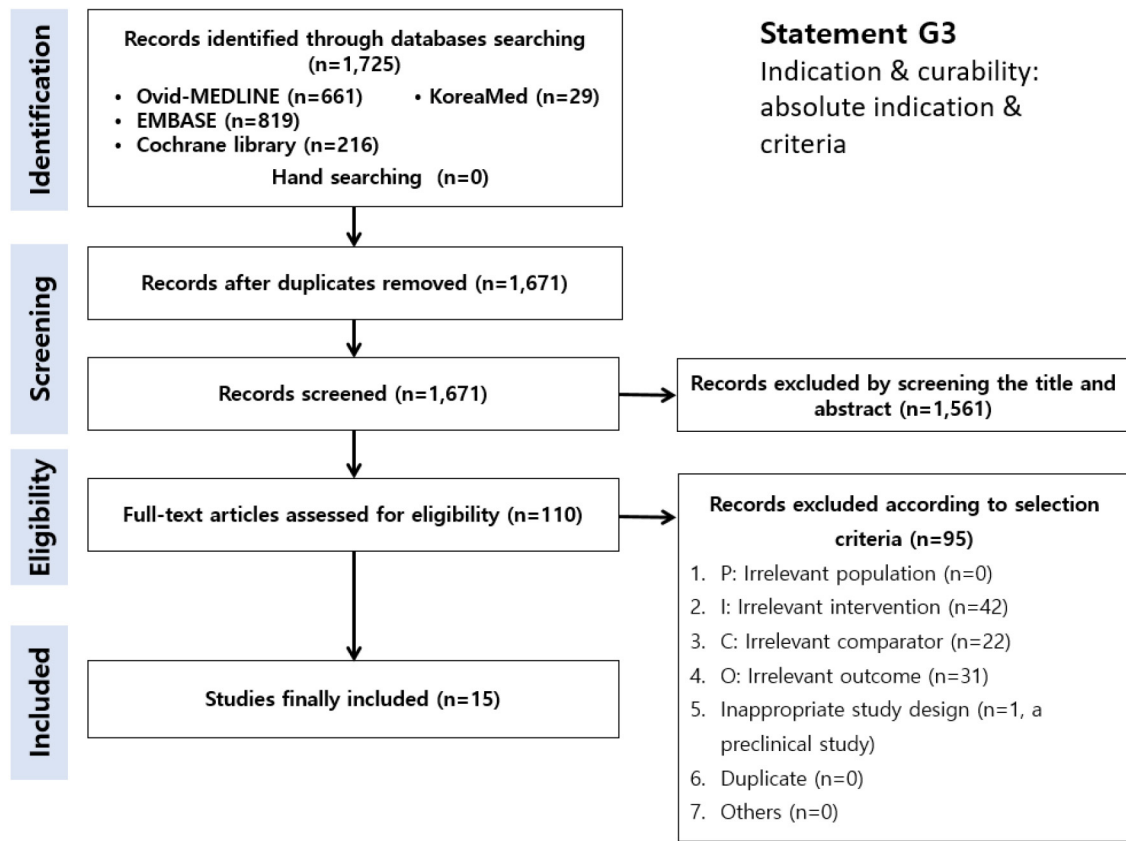 Identification
Records identified through databases searching
(n=1,725)
• Ovid-MEDLINE (n=661) • KoreaMed (n=29)
• EMBASE (n=819)
• Cochrane library (n=216)
Hand searching (n=0)
Statement G3
Indication & curability:
absolute indication &
criteria
Screening
Records after duplicates removed (n=1,671)
Records screened (n=1,671)
Records excluded by screening the title and
abstract (n=1,561)
Eligibility
Full-text articles assessed for eligibility (n=110)
Records excluded according to selection
criteria (n=95)
1. P: Irrelevant population (n=0)
2. I: Irrelevant intervention (n=42)
3. C: Irrelevant comparator (n=22)
4. O: Irrelevant outcome (n=31)
5. Inappropriate study design (n=1, a
preclinical study)
6. Duplicate (n=0)
7. Others (n=0)
Included
Studies finally included (n=15)